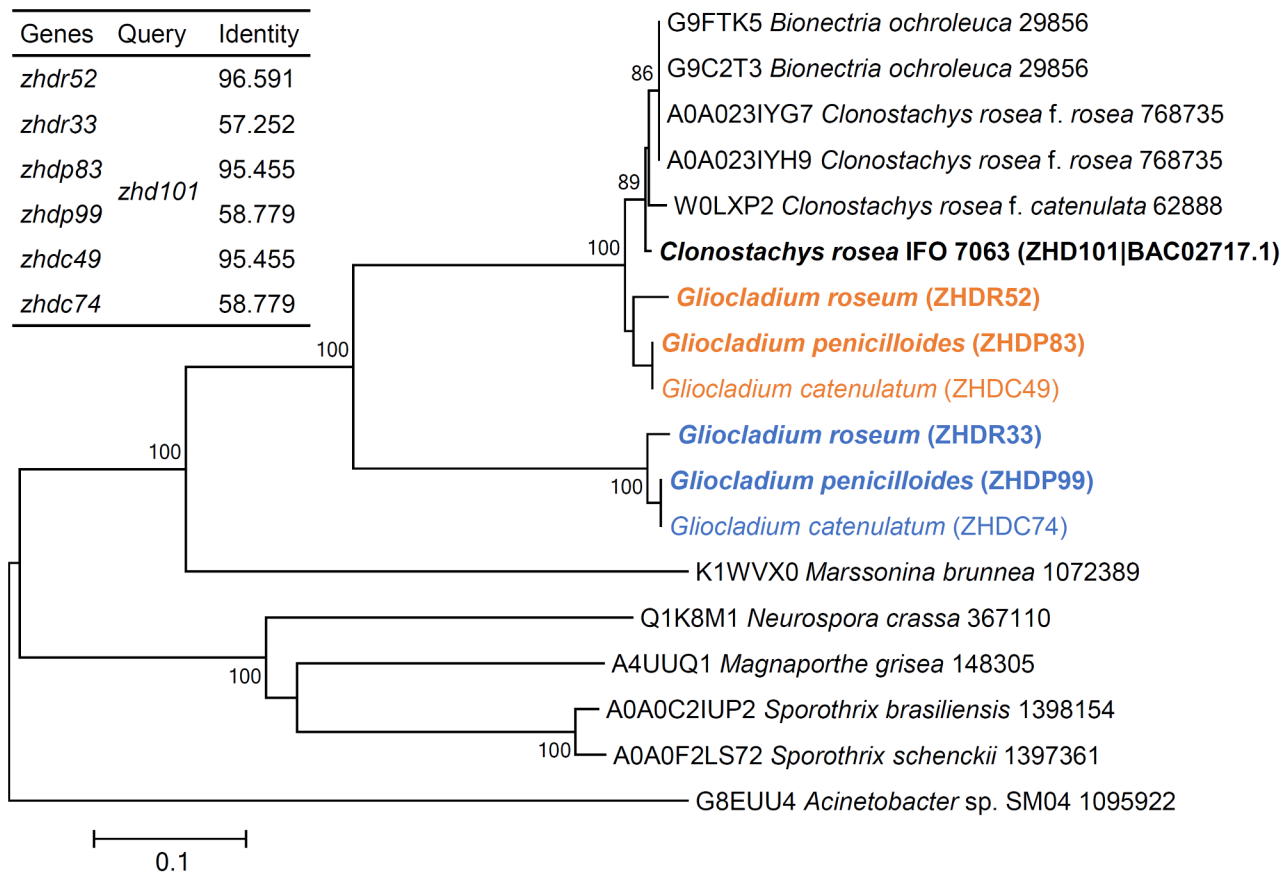 Genes Query Identity
zhdr52 96.591
zhdr33 57.252
zhdp83 95.455
zhd101
zhdp99 58.779
zhdc49 95.455
zhdc74 58.779
G9FTK5 Bionectria ochroleuca 29856
86
G9C2T3 Bionectria ochroleuca 29856
A0A023IYG7 Clonostachys rosea f. rosea 768735
A0A023IYH9 Clonostachys rosea f. rosea 768735
89
W0LXP2 Clonostachys rosea f. catenulata 62888
100
Clonostachys rosea IFO 7063 (ZHD101|BAC02717.1)
Gliocladium roseum (ZHDR52)
100
Gliocladium penicilloides (ZHDP83)
Gliocladium catenulatum (ZHDC49)
100
Gliocladium roseum (ZHDR33)
100
Gliocladium penicilloides (ZHDP99)
Gliocladium catenulatum (ZHDC74)
K1WVX0 Marssonina brunnea 1072389
Q1K8M1 Neurospora crassa 367110
100
A4UUQ1 Magnaporthe grisea 148305
A0A0C2IUP2 Sporothrix brasiliensis 1398154
100
A0A0F2LS72 Sporothrix schenckii 1397361
G8EUU4 Acinetobacter sp. SM04 1095922
0.1